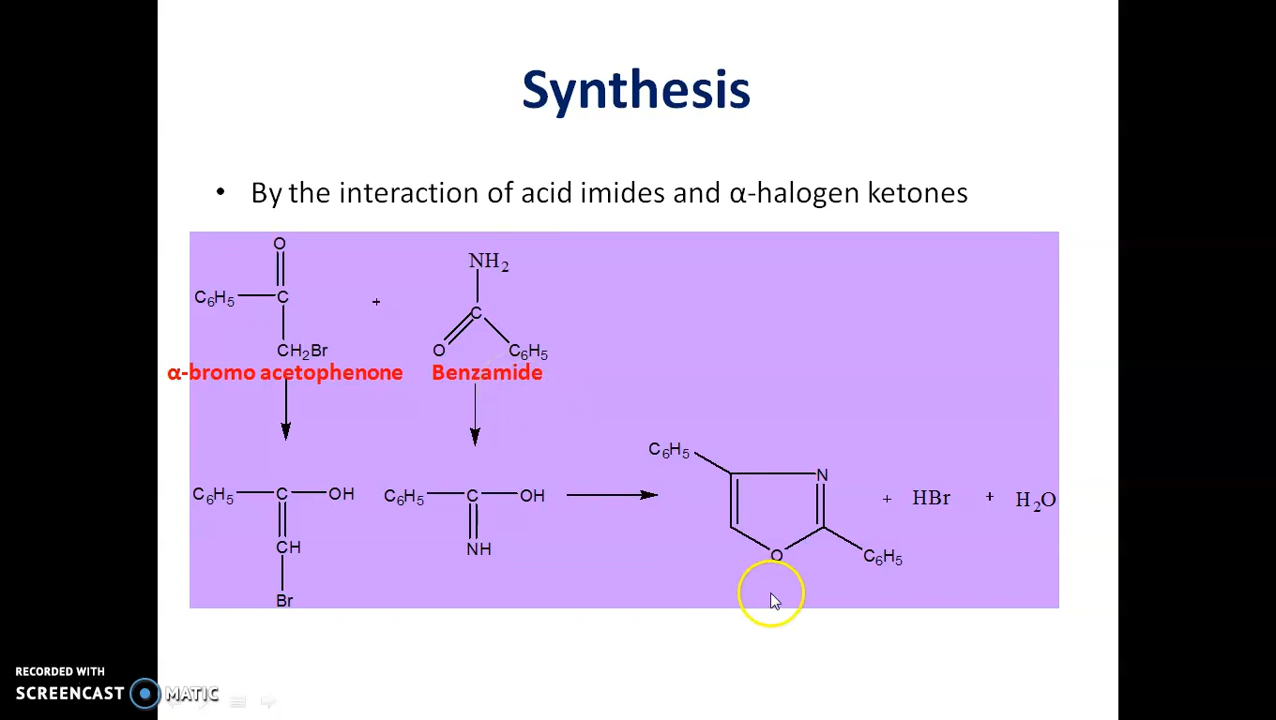 Synthesis
• By the interaction of acid imides and α-halogen ketones
O
NH2
C6H5 C + C
CH2Br O C6H5
α-bromo acetophenone Benzamide
C6H5 N
C6H5 C OH C6H5 C OH + HBr + H2O
CH NH O C6H5
Br
RECORDED WITH
SCREENCAST MATIC